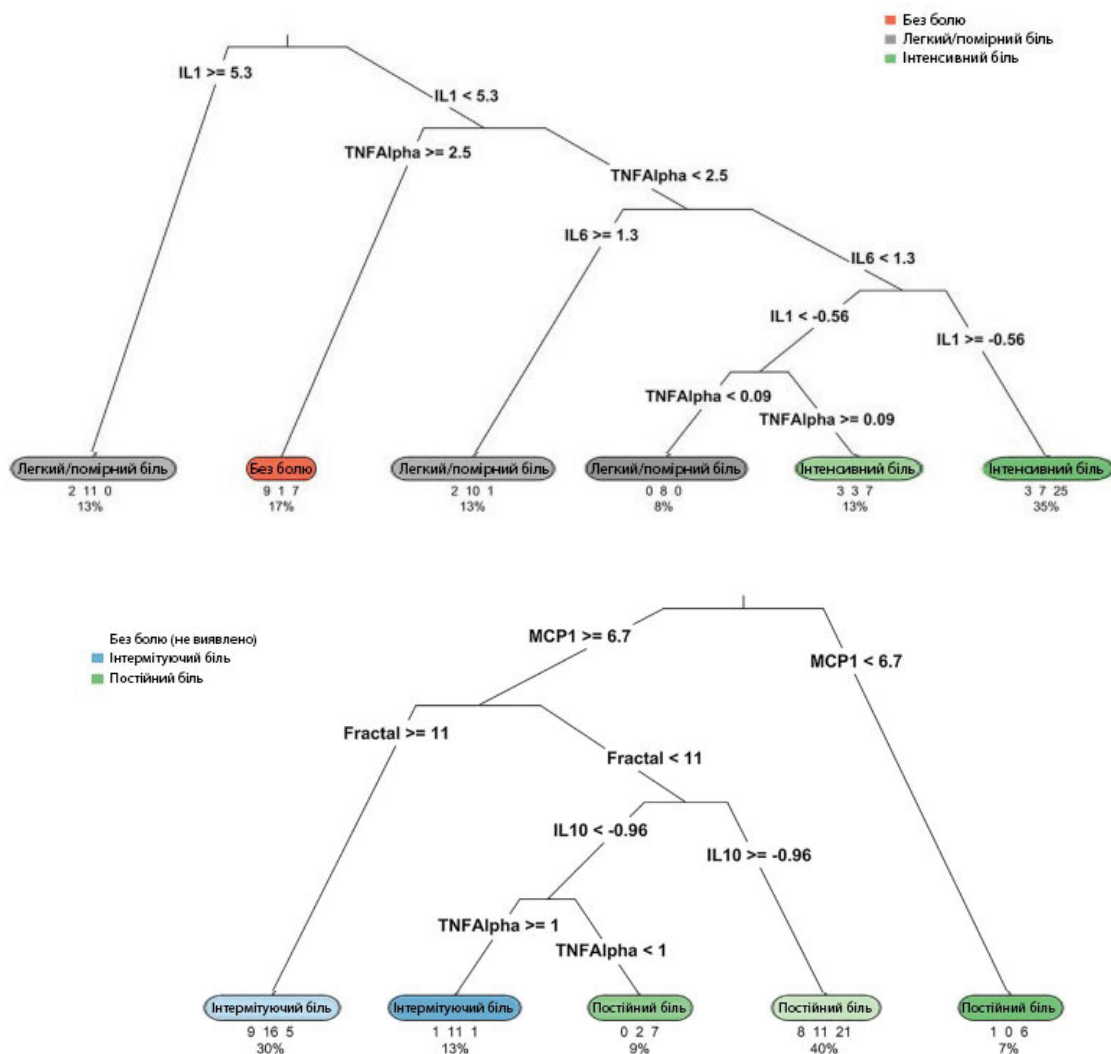 Без болю
Легкий/помірний біль
Інтенсивний біль
IL1 >= 5.3
IL1 < 5.3
TNFAlpha >= 2.5
TNFAlpha < 2.5
IL6 >= 1.3
IL6 < 1.3
IL1 < -0.56
IL1 >= -0.56
TNFAlpha < 0.09
TNFAlpha >= 0.09
Легкий/помірний біль Без болю Легкий/помірний біль Легкий/помірний біль Інтенсивний біль Інтенсивний біль
2 11 0 9 1 7 2 10 1 0 8 0 3 3 7 3 7 25
13% 17% 13% 8% 13% 35%
Без болю (не виявлено)
Інтермітуючий біль
Постійний біль
MCP1 >= 6.7
MCP1 < 6.7
Fractal >= 11
Fractal < 11
IL10 < -0.96
IL10 >= -0.96
TNFAlpha >= 1
TNFAlpha < 1
Інтермітуючий біль Інтермітуючий біль Постійний біль Постійний біль Постійний біль
9 16 5 1 11 1 0 2 7 8 11 21 1 0 6
30% 13% 9% 40% 7%